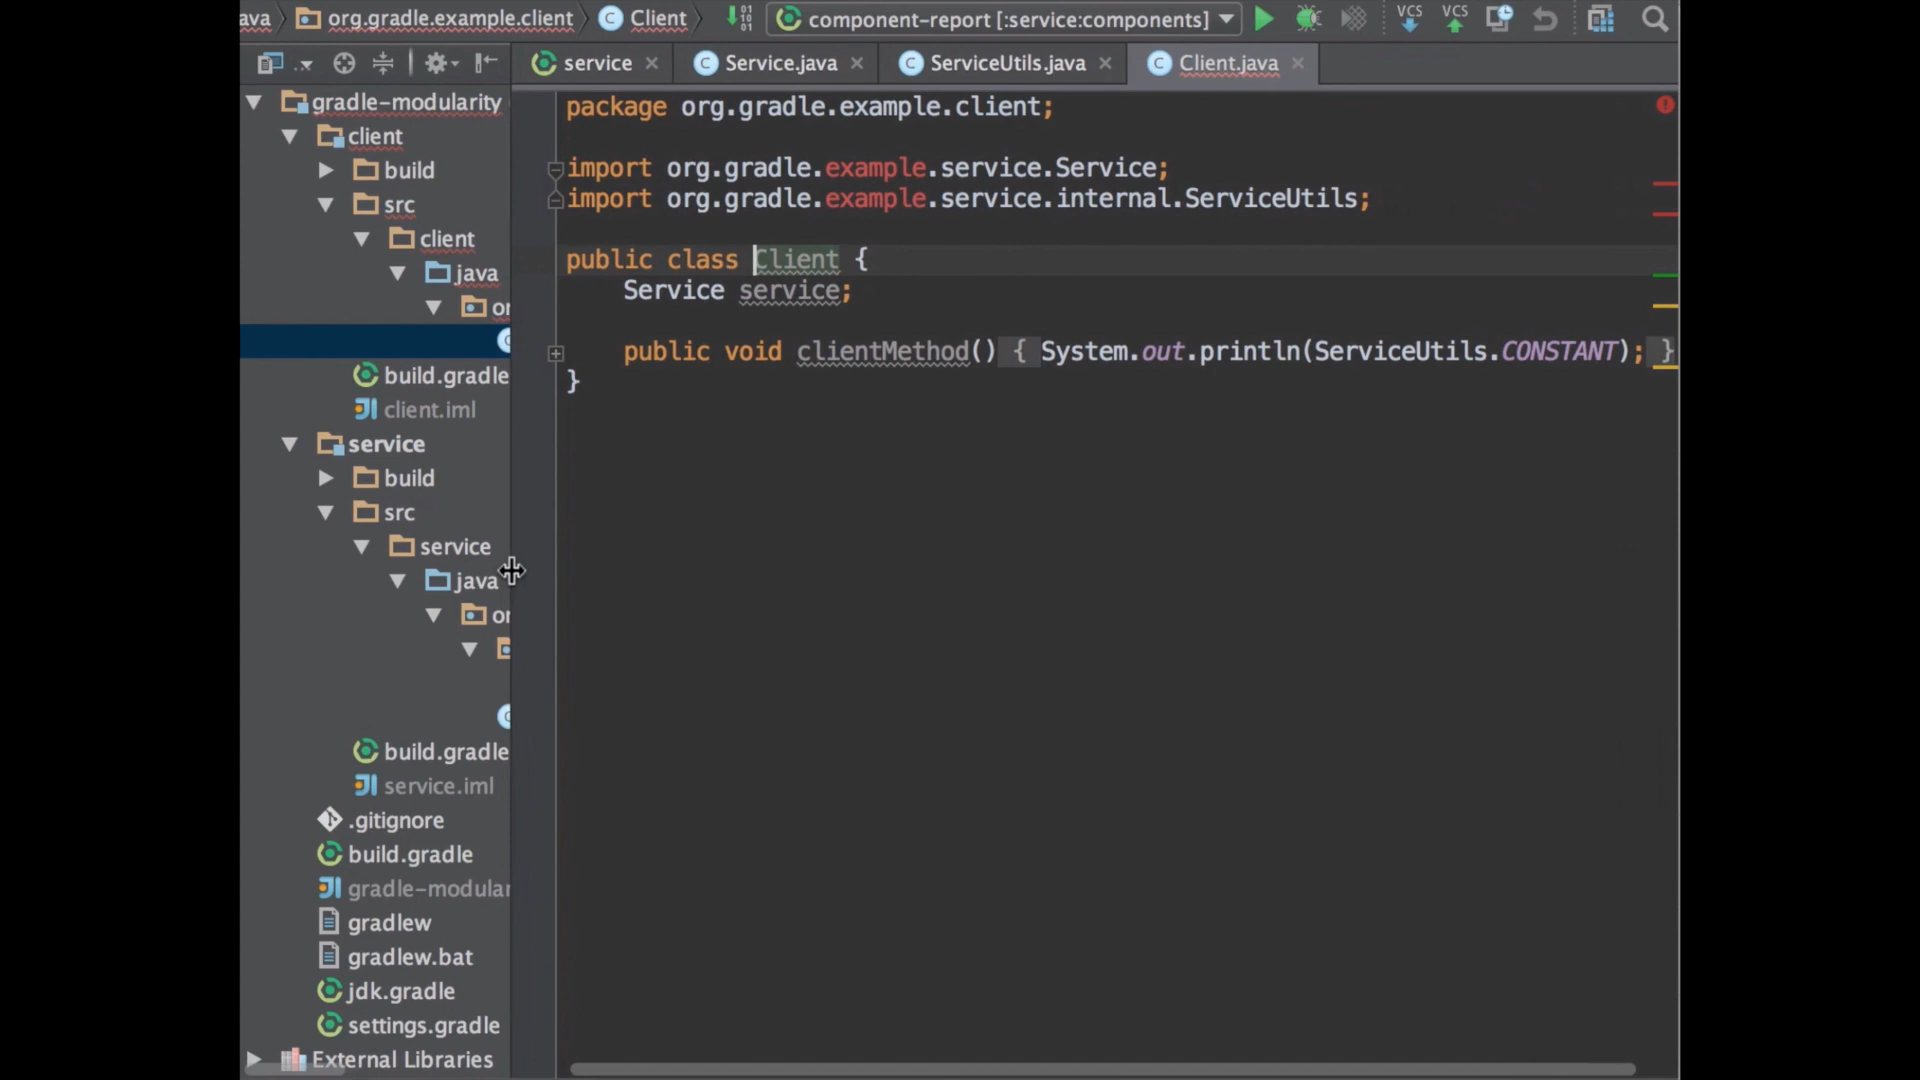 ava org.gradle.example.client Client component-report [:service:components] VCS VCS
service Service.java ServiceUtils.java Client.java
gradle-modularity
client
build
src
client
java
or
build.gradle
client.iml
service
build
src
service
java
or
build.gradle
service.iml
.gitignore
build.gradle
gradle-modular
gradlew
gradlew.bat
jdk.gradle
settings.gradle
External Libraries
package org.gradle.example.client;
import org.gradle.example.service.Service;
import org.gradle.example.service.internal.ServiceUtils;
public class Client {
Service service;
public void clientMethod() { System.out.println(ServiceUtils.CONSTANT); }
}